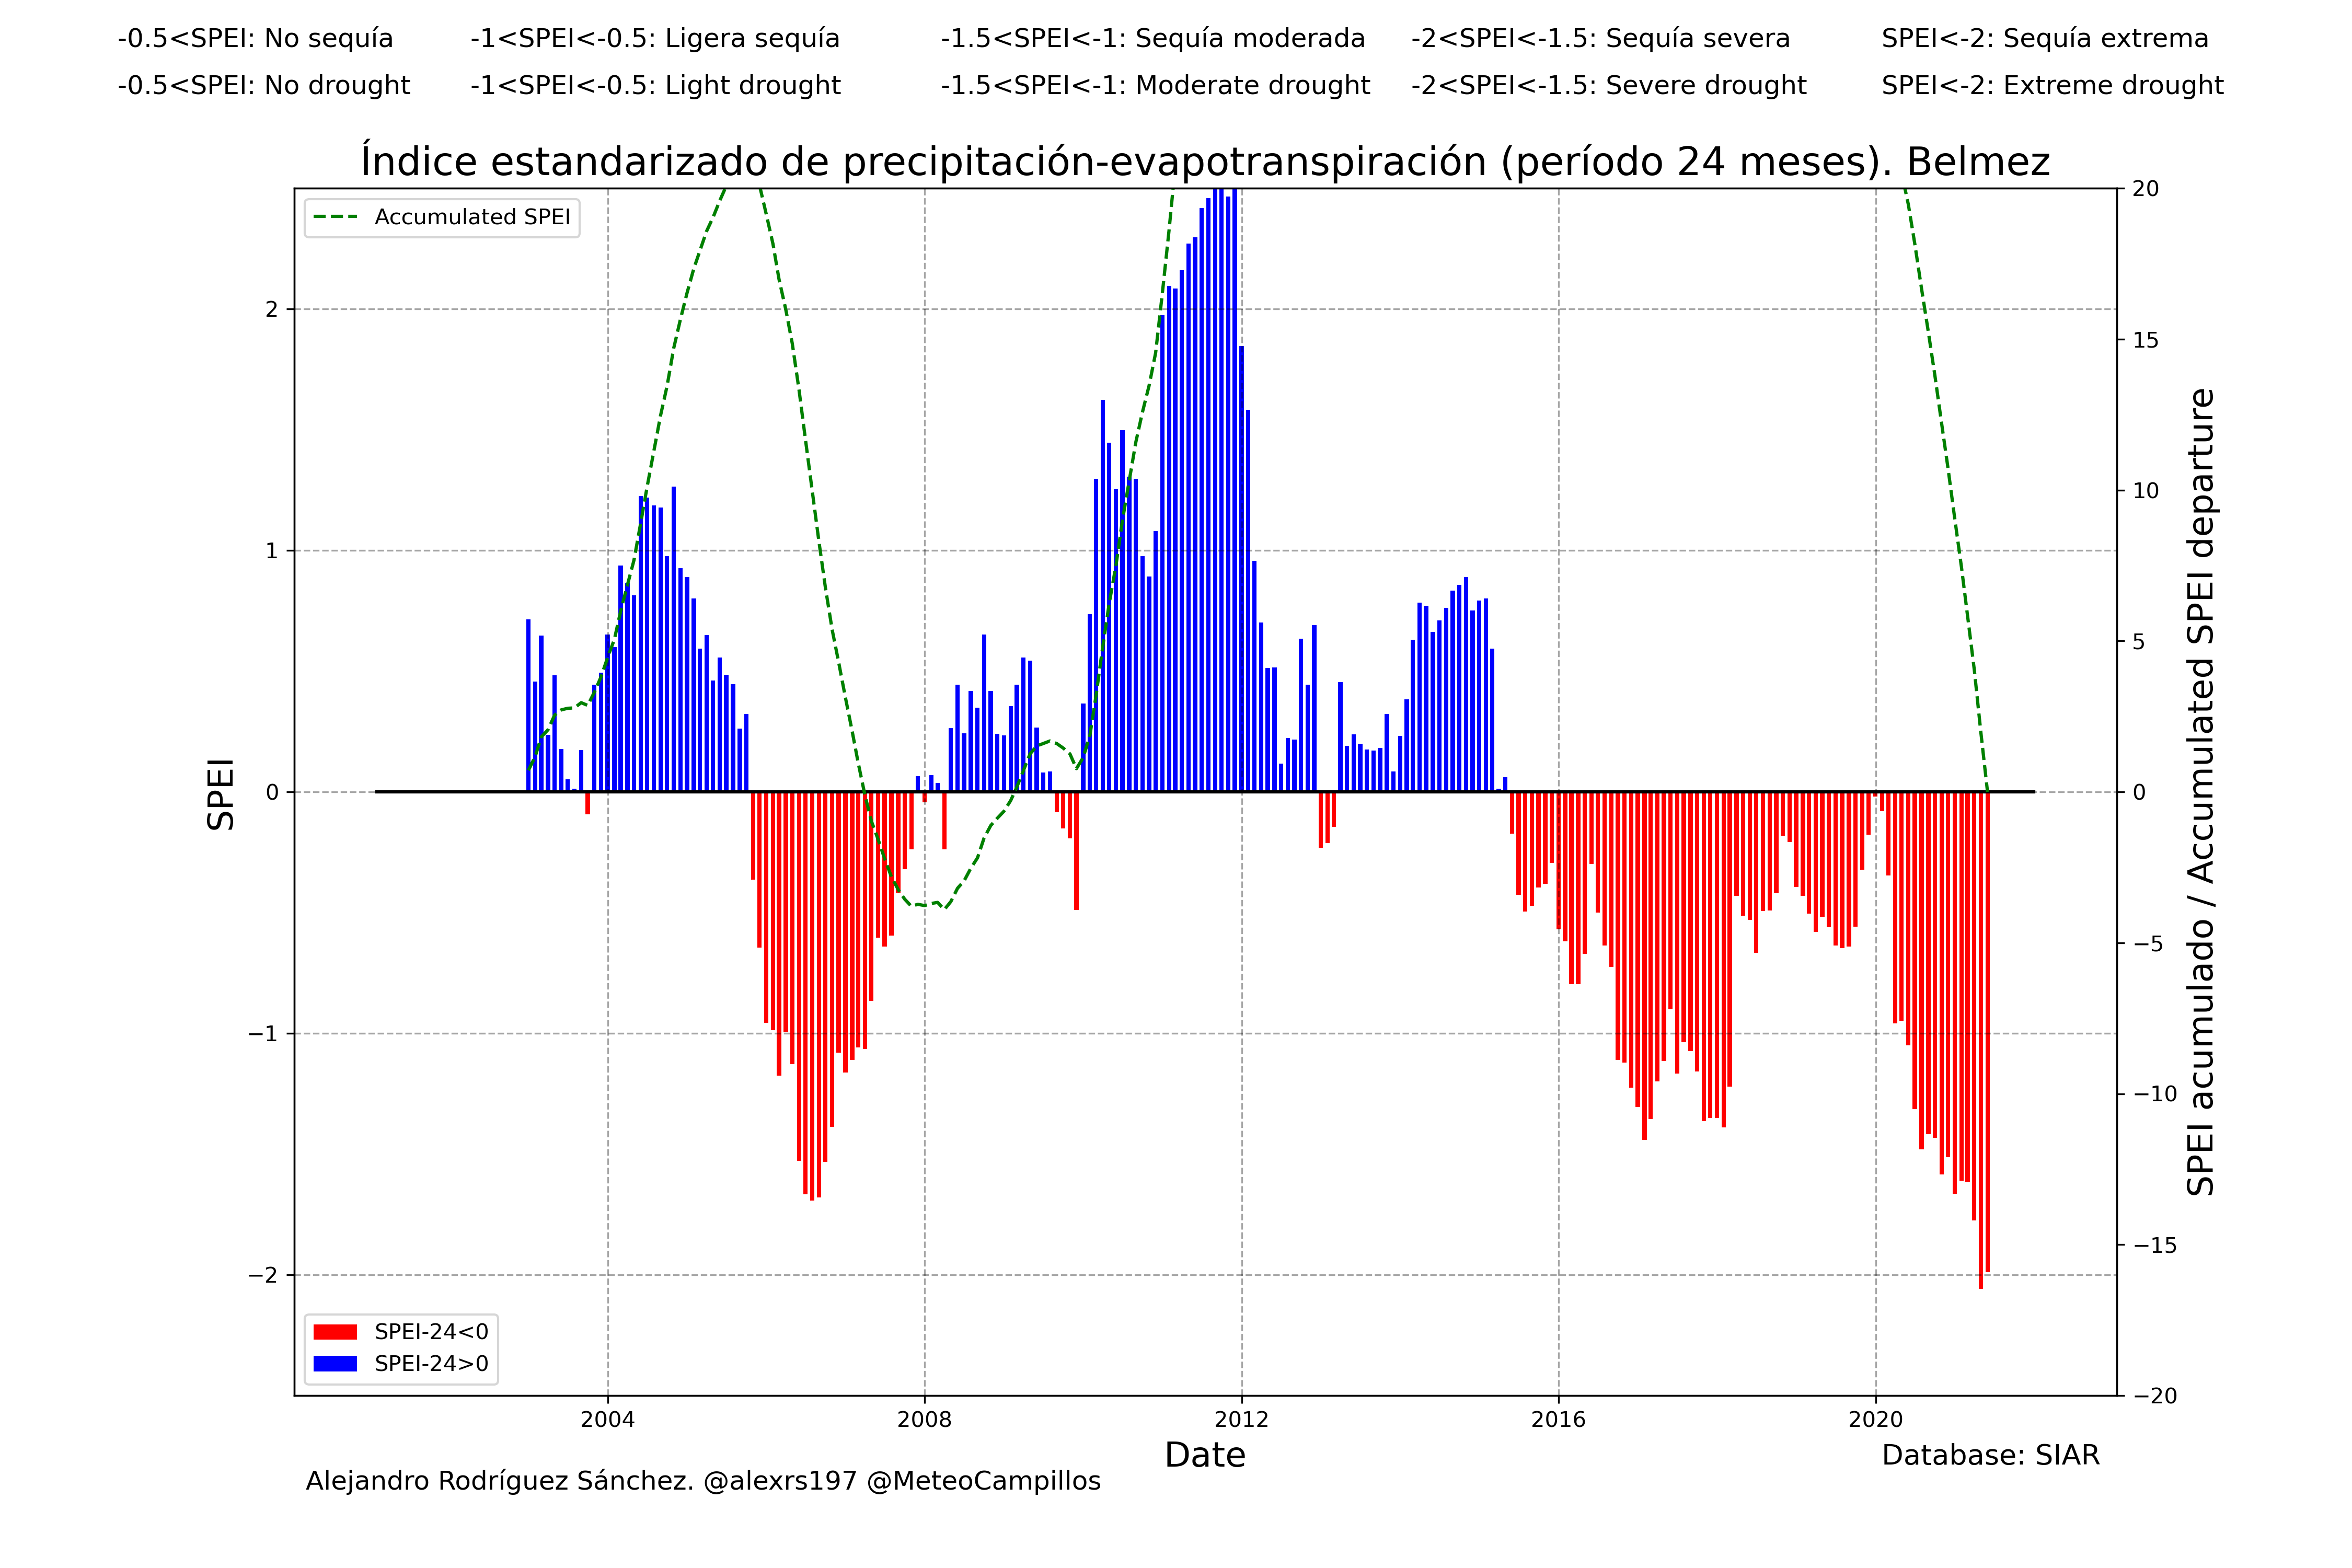 -0.5<SPEI: No sequía -1<SPEI<-0.5: Ligera sequía -1.5<SPEI<-1: Sequía moderada -2<SPEI<-1.5: Sequía severa SPEI<-2: Sequía extrema
-0.5<SPEI: No drought -1<SPEI<-0.5: Light drought -1.5<SPEI<-1: Moderate drought -2<SPEI<-1.5: Severe drought SPEI<-2: Extreme drought
Índice estandarizado de precipitación-evapotranspiración (período 24 meses). Belmez
Accumulated SPEI
SPEI
2
1
0
−1
−2
20
15
10
5
0
−5
−10
−15
−20
SPEI acumulado / Accumulated SPEI departure
SPEI-24<0
SPEI-24>0
2004 2008 2012 2016 2020
Date
Database: SIAR
Alejandro Rodríguez Sánchez. @alexrs197 @MeteoCampillos